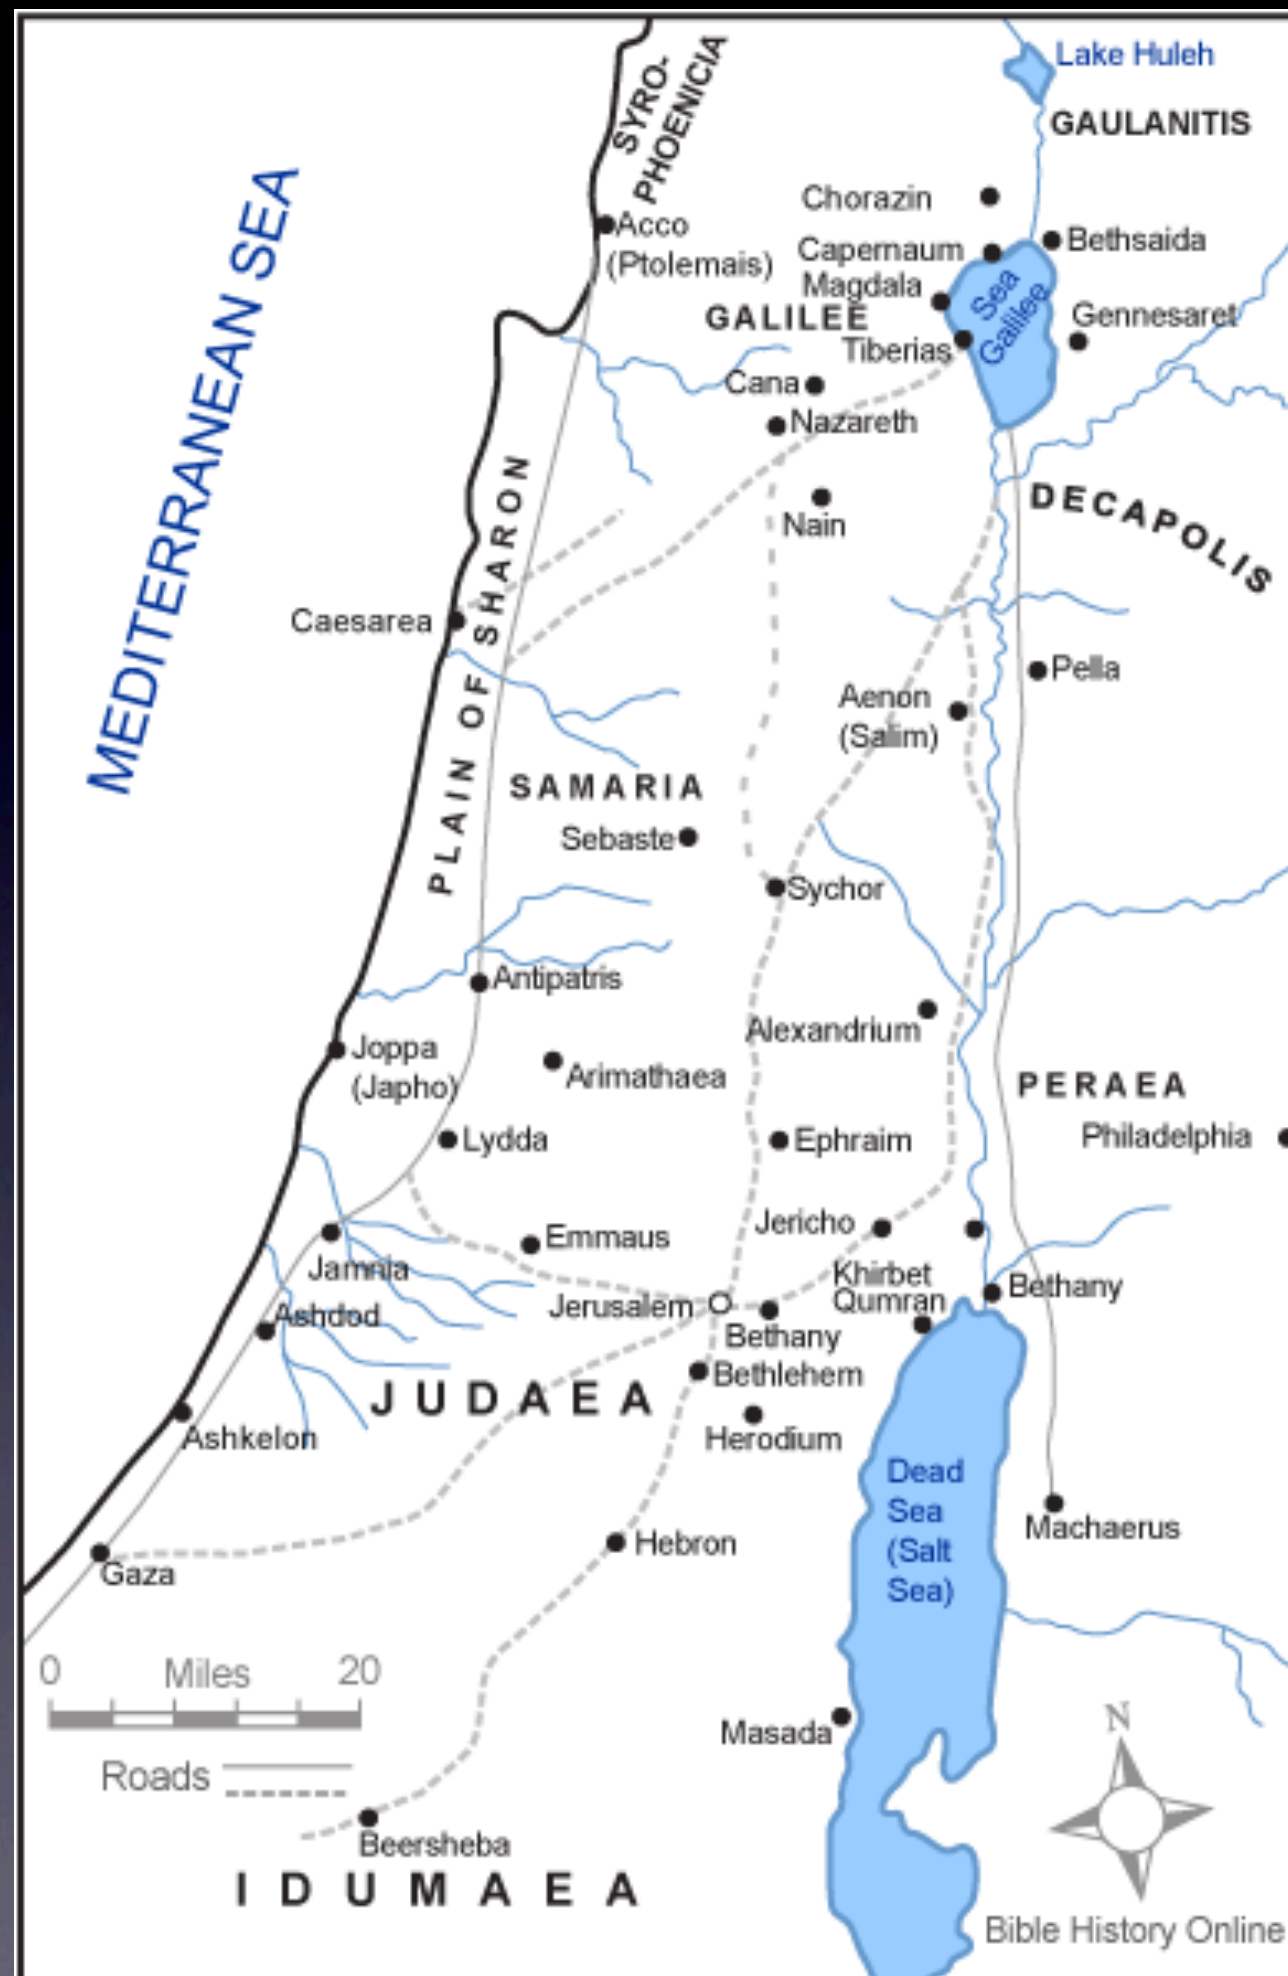 Lake Huleh
SYRO-
PHOENICIA
GAULANITIS
MEDITERRANEAN SEA
Chorazin
Acco
(Ptolemais)
Bethsaida
Capernaum
Magdala
Sea
Galilee
GALILEE
Gennesaret
Tiberias
Cana
Nazareth
DECAPOLIS
Nain
PLAIN OF SHARON
Caesarea
Pella
Aenon
(Salim)
SAMARIA
Sebaste
Sychor
Antipatris
Alexandrium
Joppa
(Japho)
Arimathaea
PERAEA
Lydda
Ephraim
Philadelphia
Jericho
Emmaus
Jamnia
Khirbet
Qumran
Bethany
Jerusalem
Ashdod
Bethany
Bethlehem
JUDAEA
Ashkelon
Herodium
Dead
Sea
(Salt
Sea)
Machaerus
Hebron
Gaza
0 Miles 20
Masada
N
Roads
Beersheba
IDUMAEA
Bible History Online